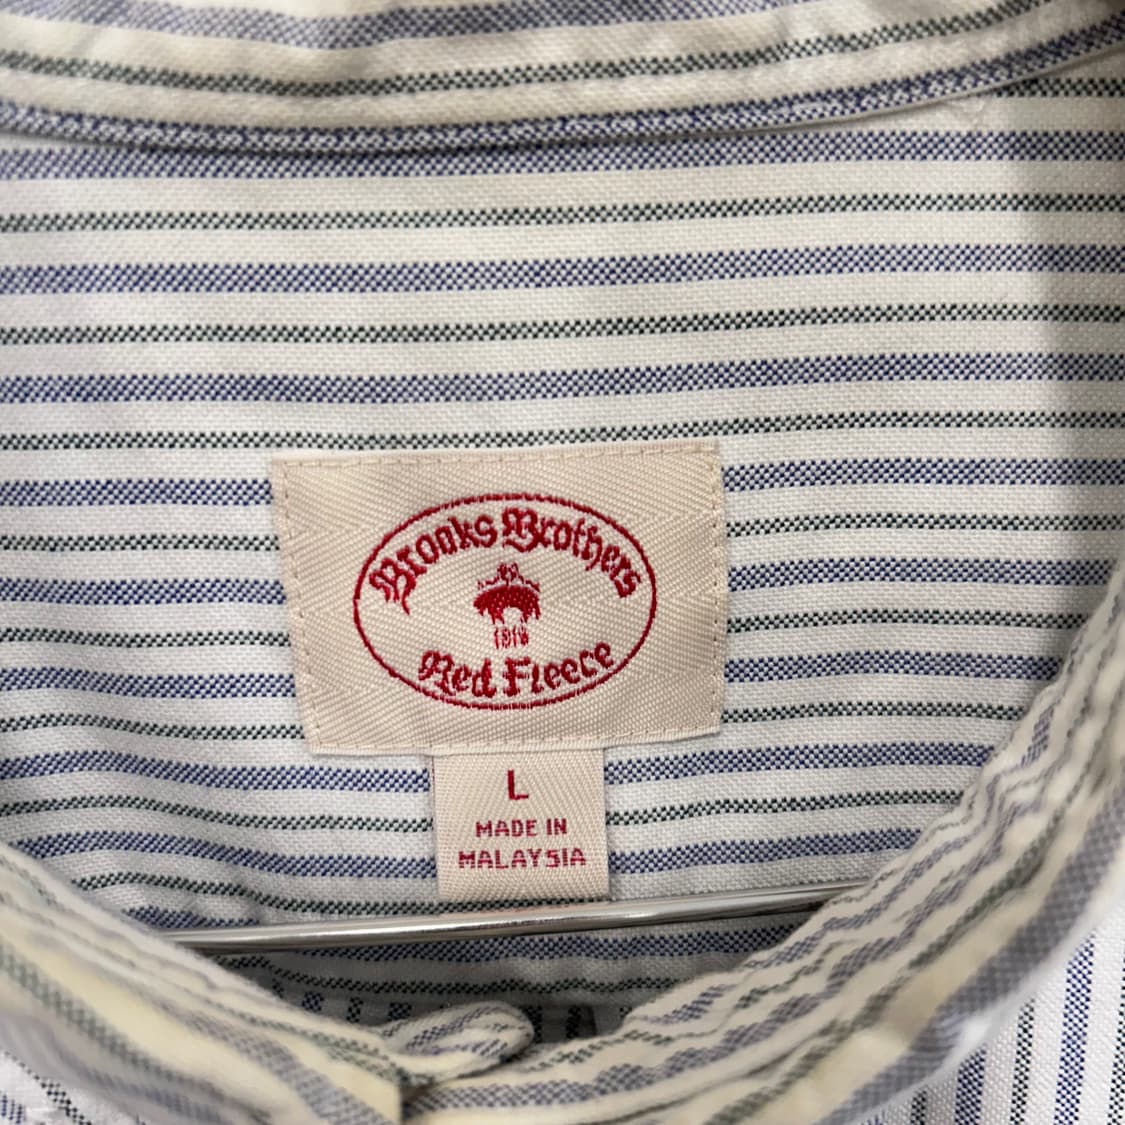 Brooks Brothers
1818
Red Fleece
L
MADE IN
MALAYSIA